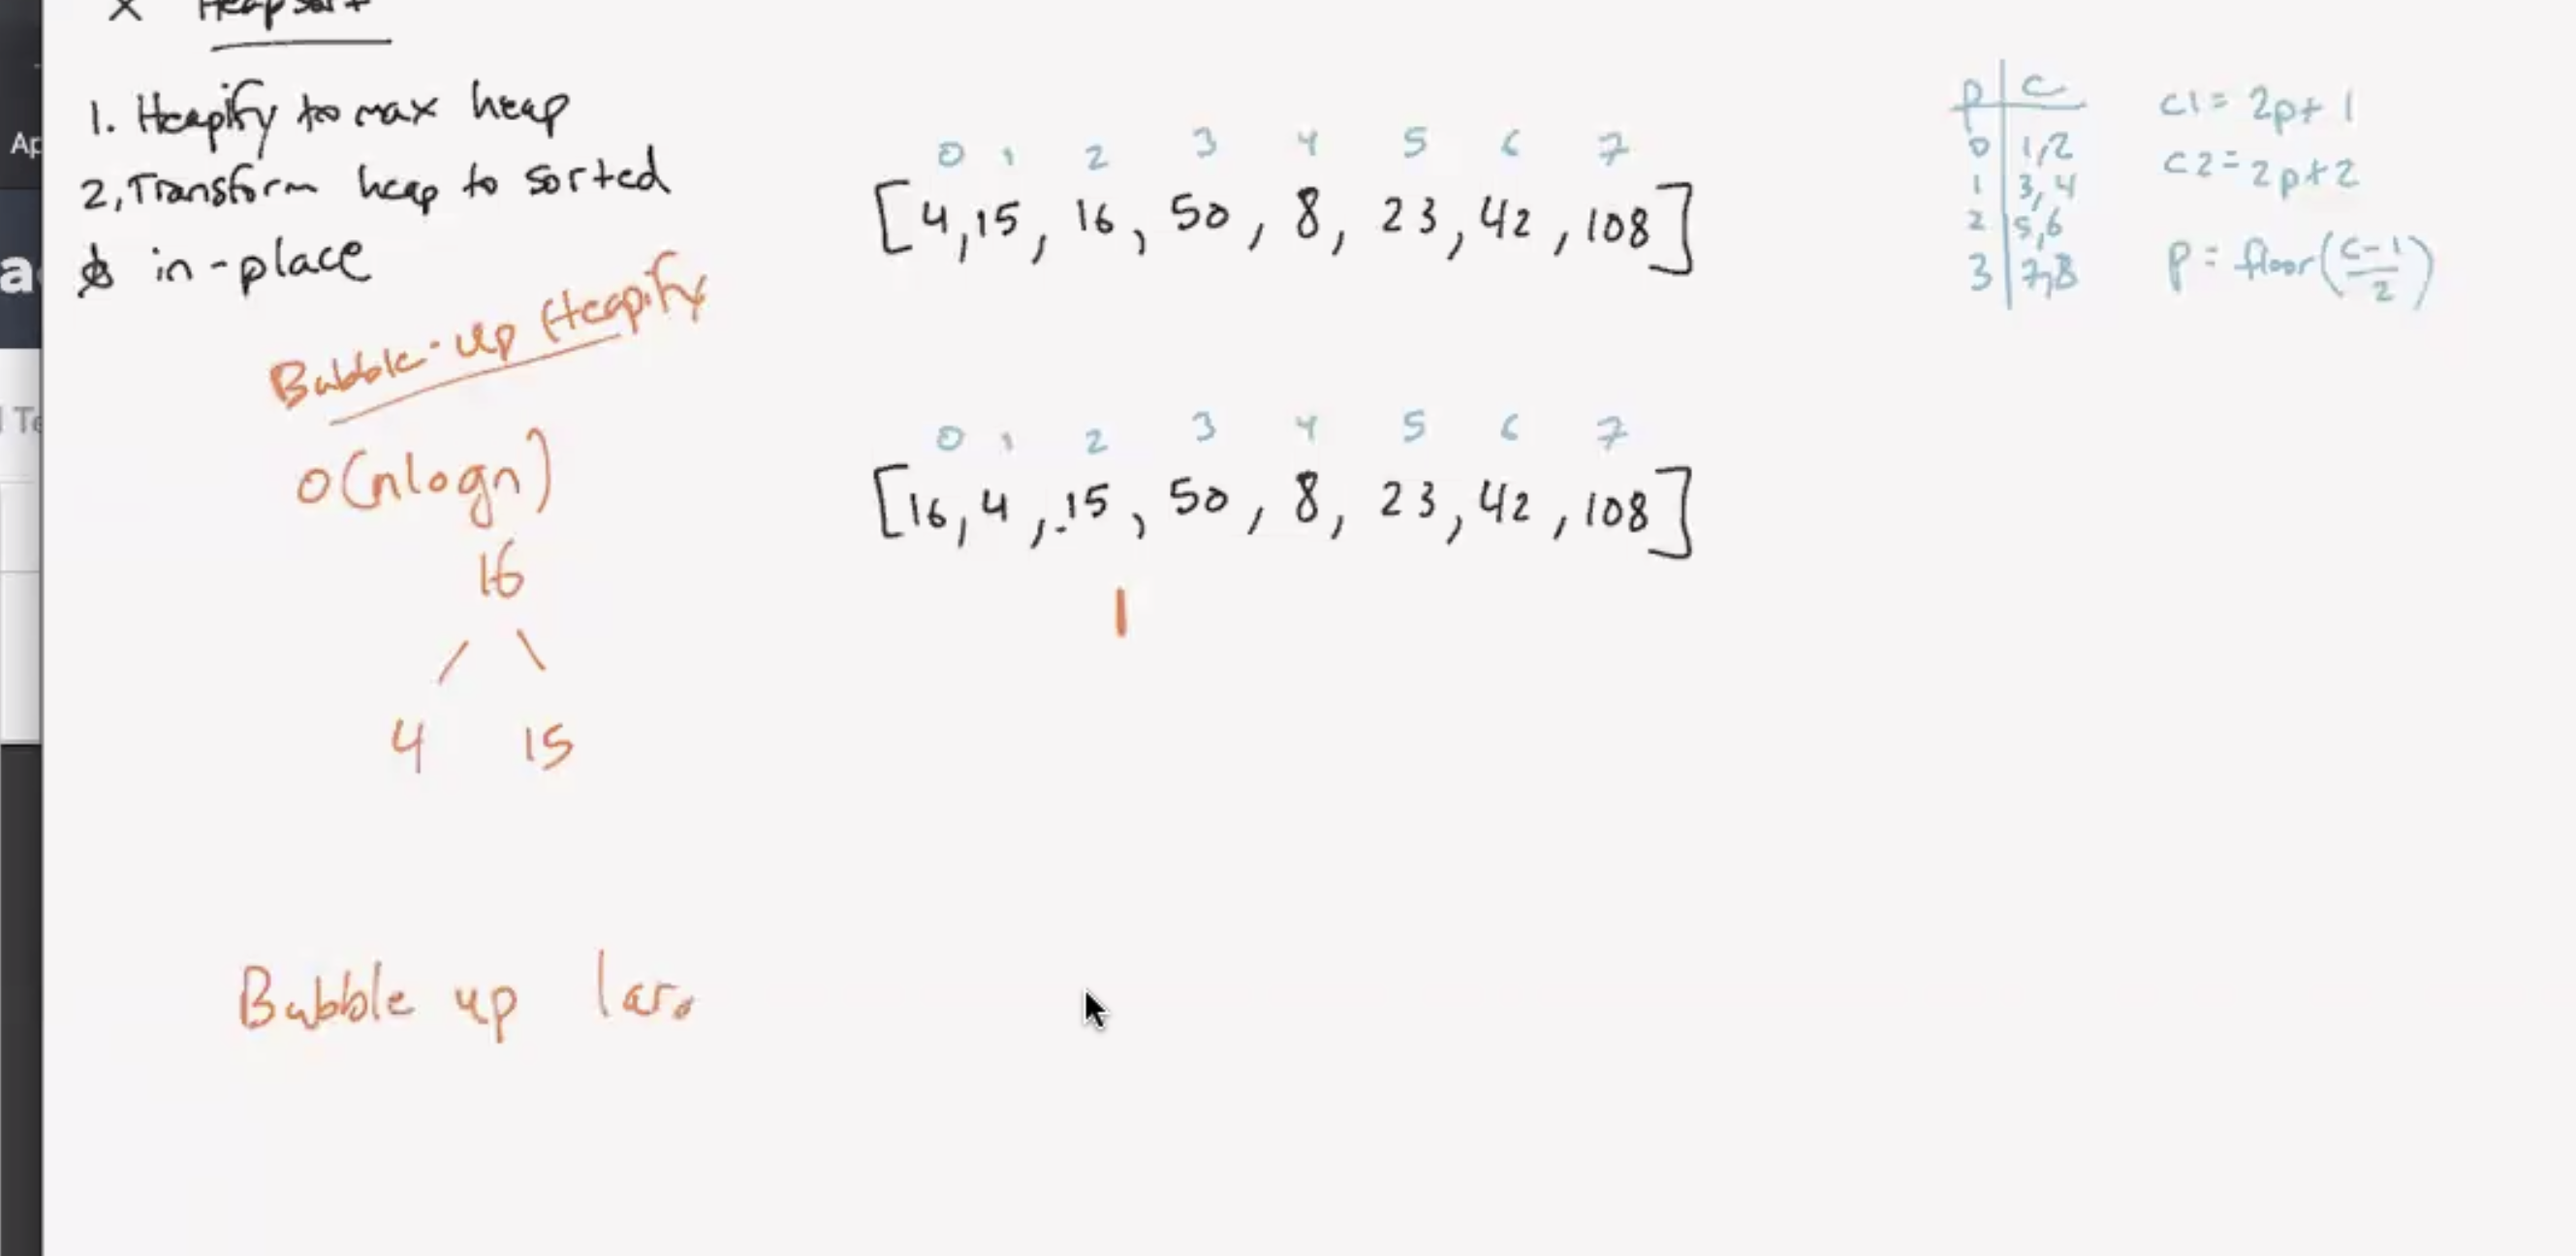 x Heapsort
1. Heapify to max heap
2, Transform heap to sorted
in-place
Bubble-up Heapify
O(nlogn)
16
4 15
Bubble up lar
0 1 2 3 4 5 6 7
[4, 15, 16, 50, 8, 23, 42, 108]
0 1 2 3 4 5 6 7
[16, 4, 15, 50, 8, 23, 42, 108]
P C
0 1,2
1 3,4
2 5,6
3 7,8
c1 = 2p+1
c2 = 2p+2
p = floor(c-1/2)
Ap
a
Te